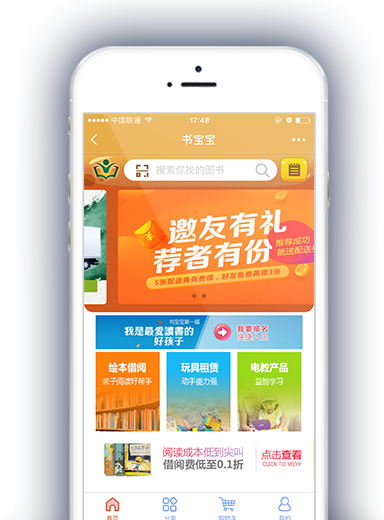 中国联通
17:48
书宝宝
搜索你找的图书
邀友有礼
荐者有份
推荐成功
就送配送
5张配送券免费领，好友免费再领3张
书宝宝第一届
我是最爱讀書的
好孩子
我要报名
快捷入口
绘本借阅
亲子阅读好帮手
玩具租赁
动手能力强
电教产品
益智学习
阅读成本低到尖叫
借阅费低至0.1折
点击查看
CLICK TO VIEW
首页
分类
购物车
我的